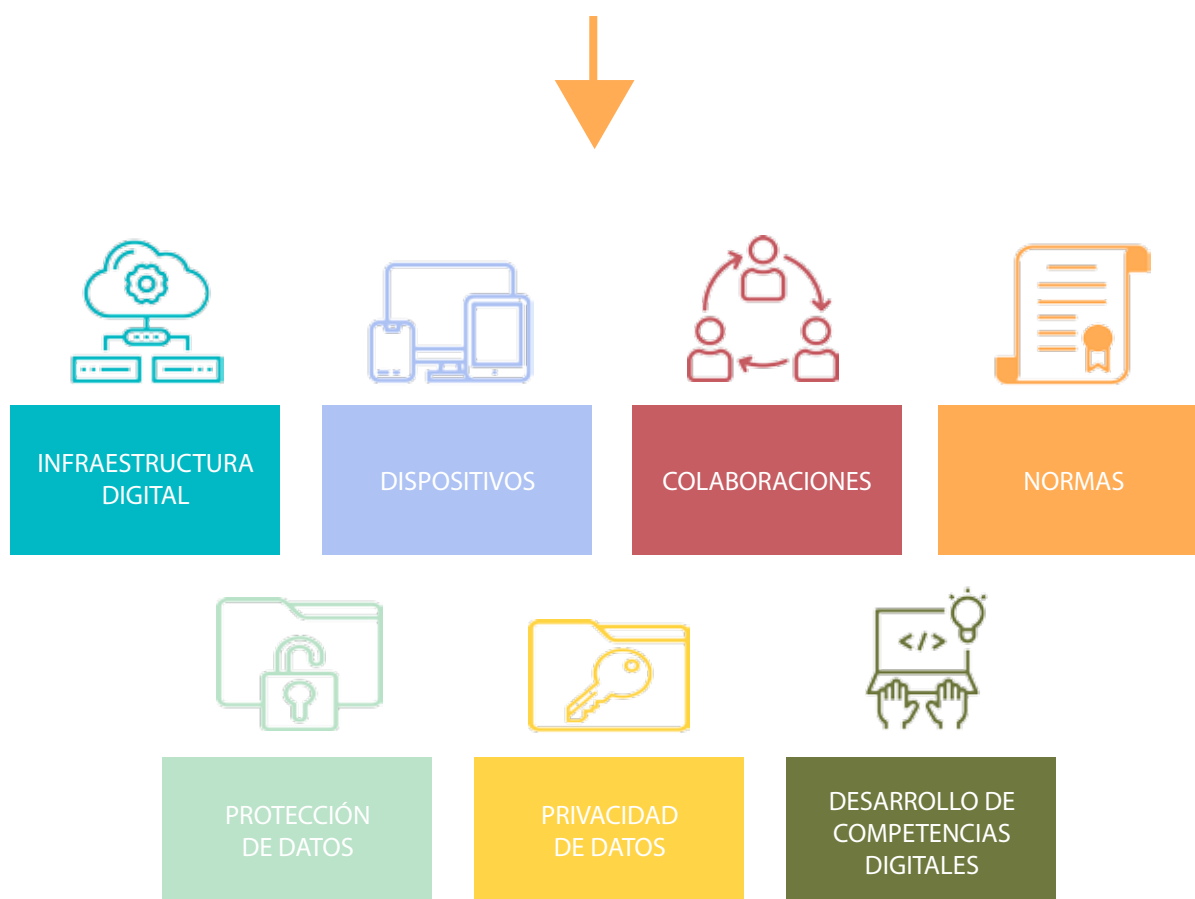 INFRAESTRUCTURA
DIGITAL
DISPOSITIVOS
COLABORACIONES
NORMAS
</>
PROTECCIÓN
DE DATOS
PRIVACIDAD
DE DATOS
DESARROLLO DE
COMPETENCIAS
DIGITALES